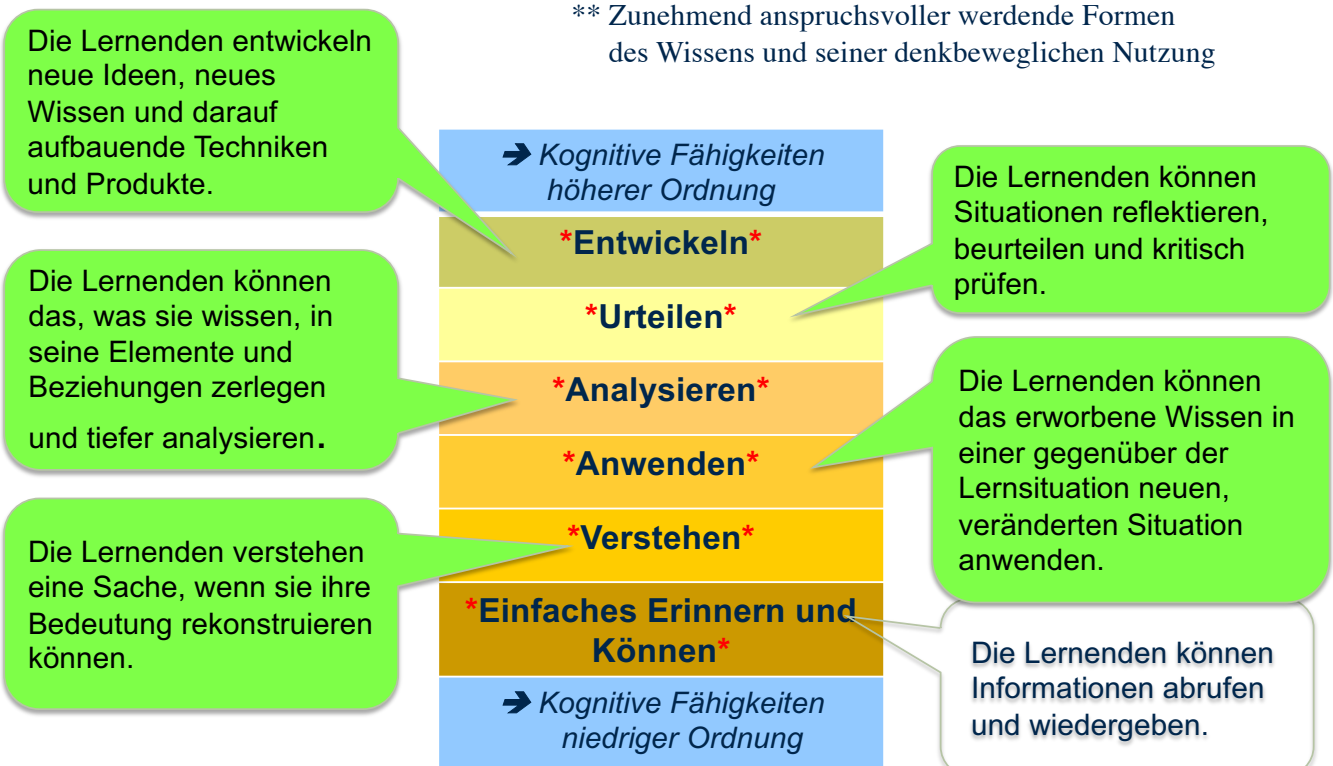 ** Zunehmend anspruchsvoller werdende Formen
des Wissens und seiner denkbeweglichen Nutzung
Die Lernenden entwickeln
neue Ideen, neues
Wissen und darauf
aufbauende Techniken
und Produkte.
➔ Kognitive Fähigkeiten
höherer Ordnung
*Entwickeln*
Die Lernenden können
Situationen reflektieren,
beurteilen und kritisch
prüfen.
*Urteilen*
Die Lernenden können
das, was sie wissen, in
seine Elemente und
Beziehungen zerlegen
und tiefer analysieren.
*Analysieren*
Die Lernenden können
das erworbene Wissen in
einer gegenüber der
Lernsituation neuen,
veränderten Situation
anwenden.
*Anwenden*
Die Lernenden verstehen
eine Sache, wenn sie ihre
Bedeutung rekonstruieren
können.
*Verstehen*
*Einfaches Erinnern und
Können*
Die Lernenden können
Informationen abrufen
und wiedergeben.
➔ Kognitive Fähigkeiten
niedriger Ordnung